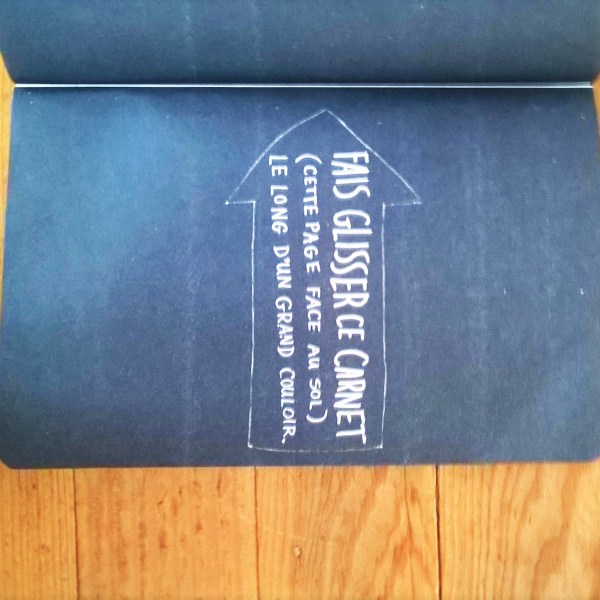 FAIS GLISSER CE CARNET
(CETTE PAGE FACE AU SOL)
LE LONG D'UN GRAND COULOIR.